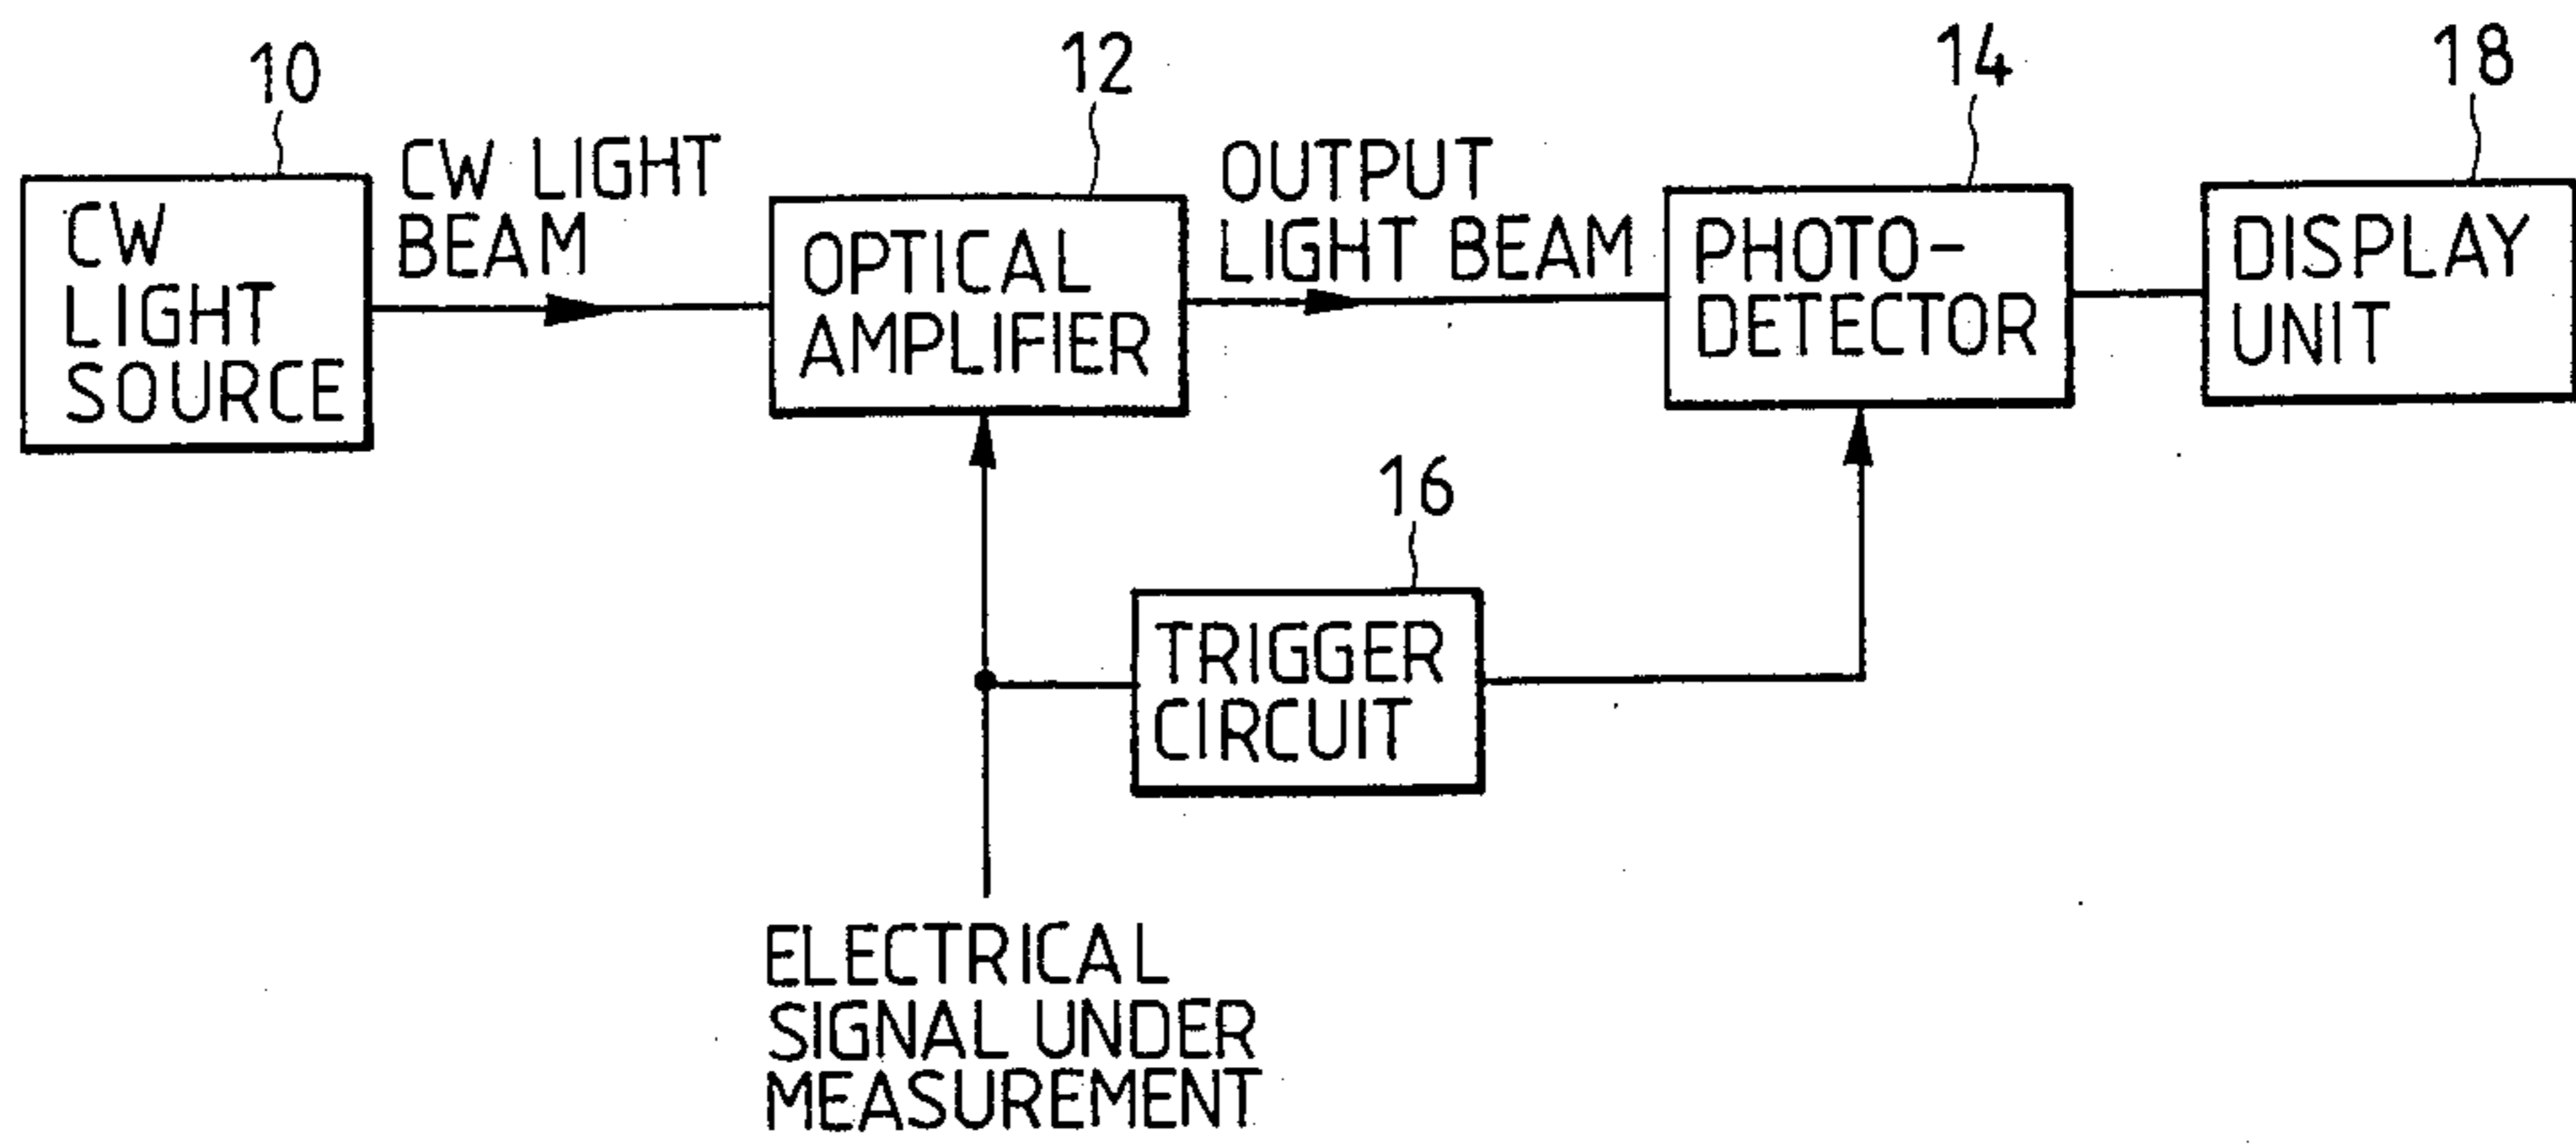 10
CW
LIGHT
SOURCE
CW LIGHT
BEAM
12
OPTICAL
AMPLIFIER
OUTPUT
LIGHT BEAM
14
PHOTO-
DETECTOR
18
DISPLAY
UNIT
16
TRIGGER
CIRCUIT
ELECTRICAL
SIGNAL UNDER
MEASUREMENT